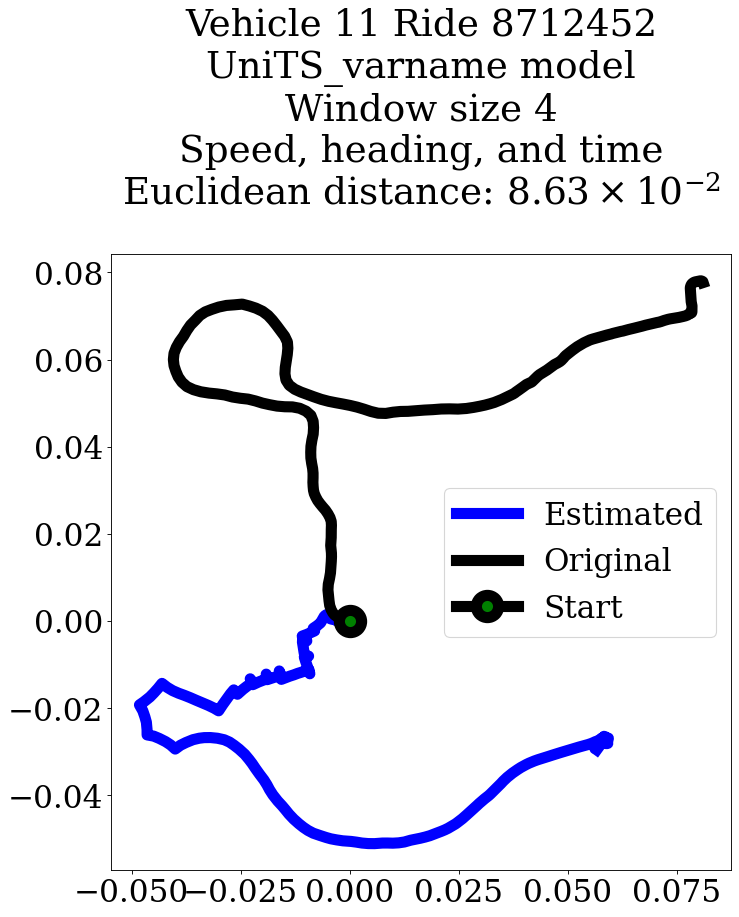 Vehicle 11 Ride 8712452
UniTS_varname model
Window size 4
Speed, heading, and time
Euclidean distance: 8.63 × 10⁻²
0.08
0.06
0.04
0.02
0.00
−0.02
−0.04
Estimated
Original
Start
−0.050 −0.025 0.000 0.025 0.050 0.075